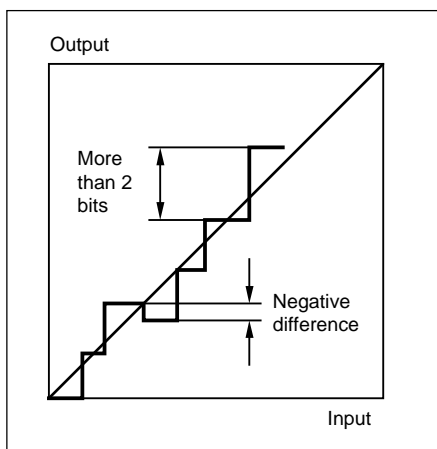 Output
More
than 2
bits
Negative
difference
Input